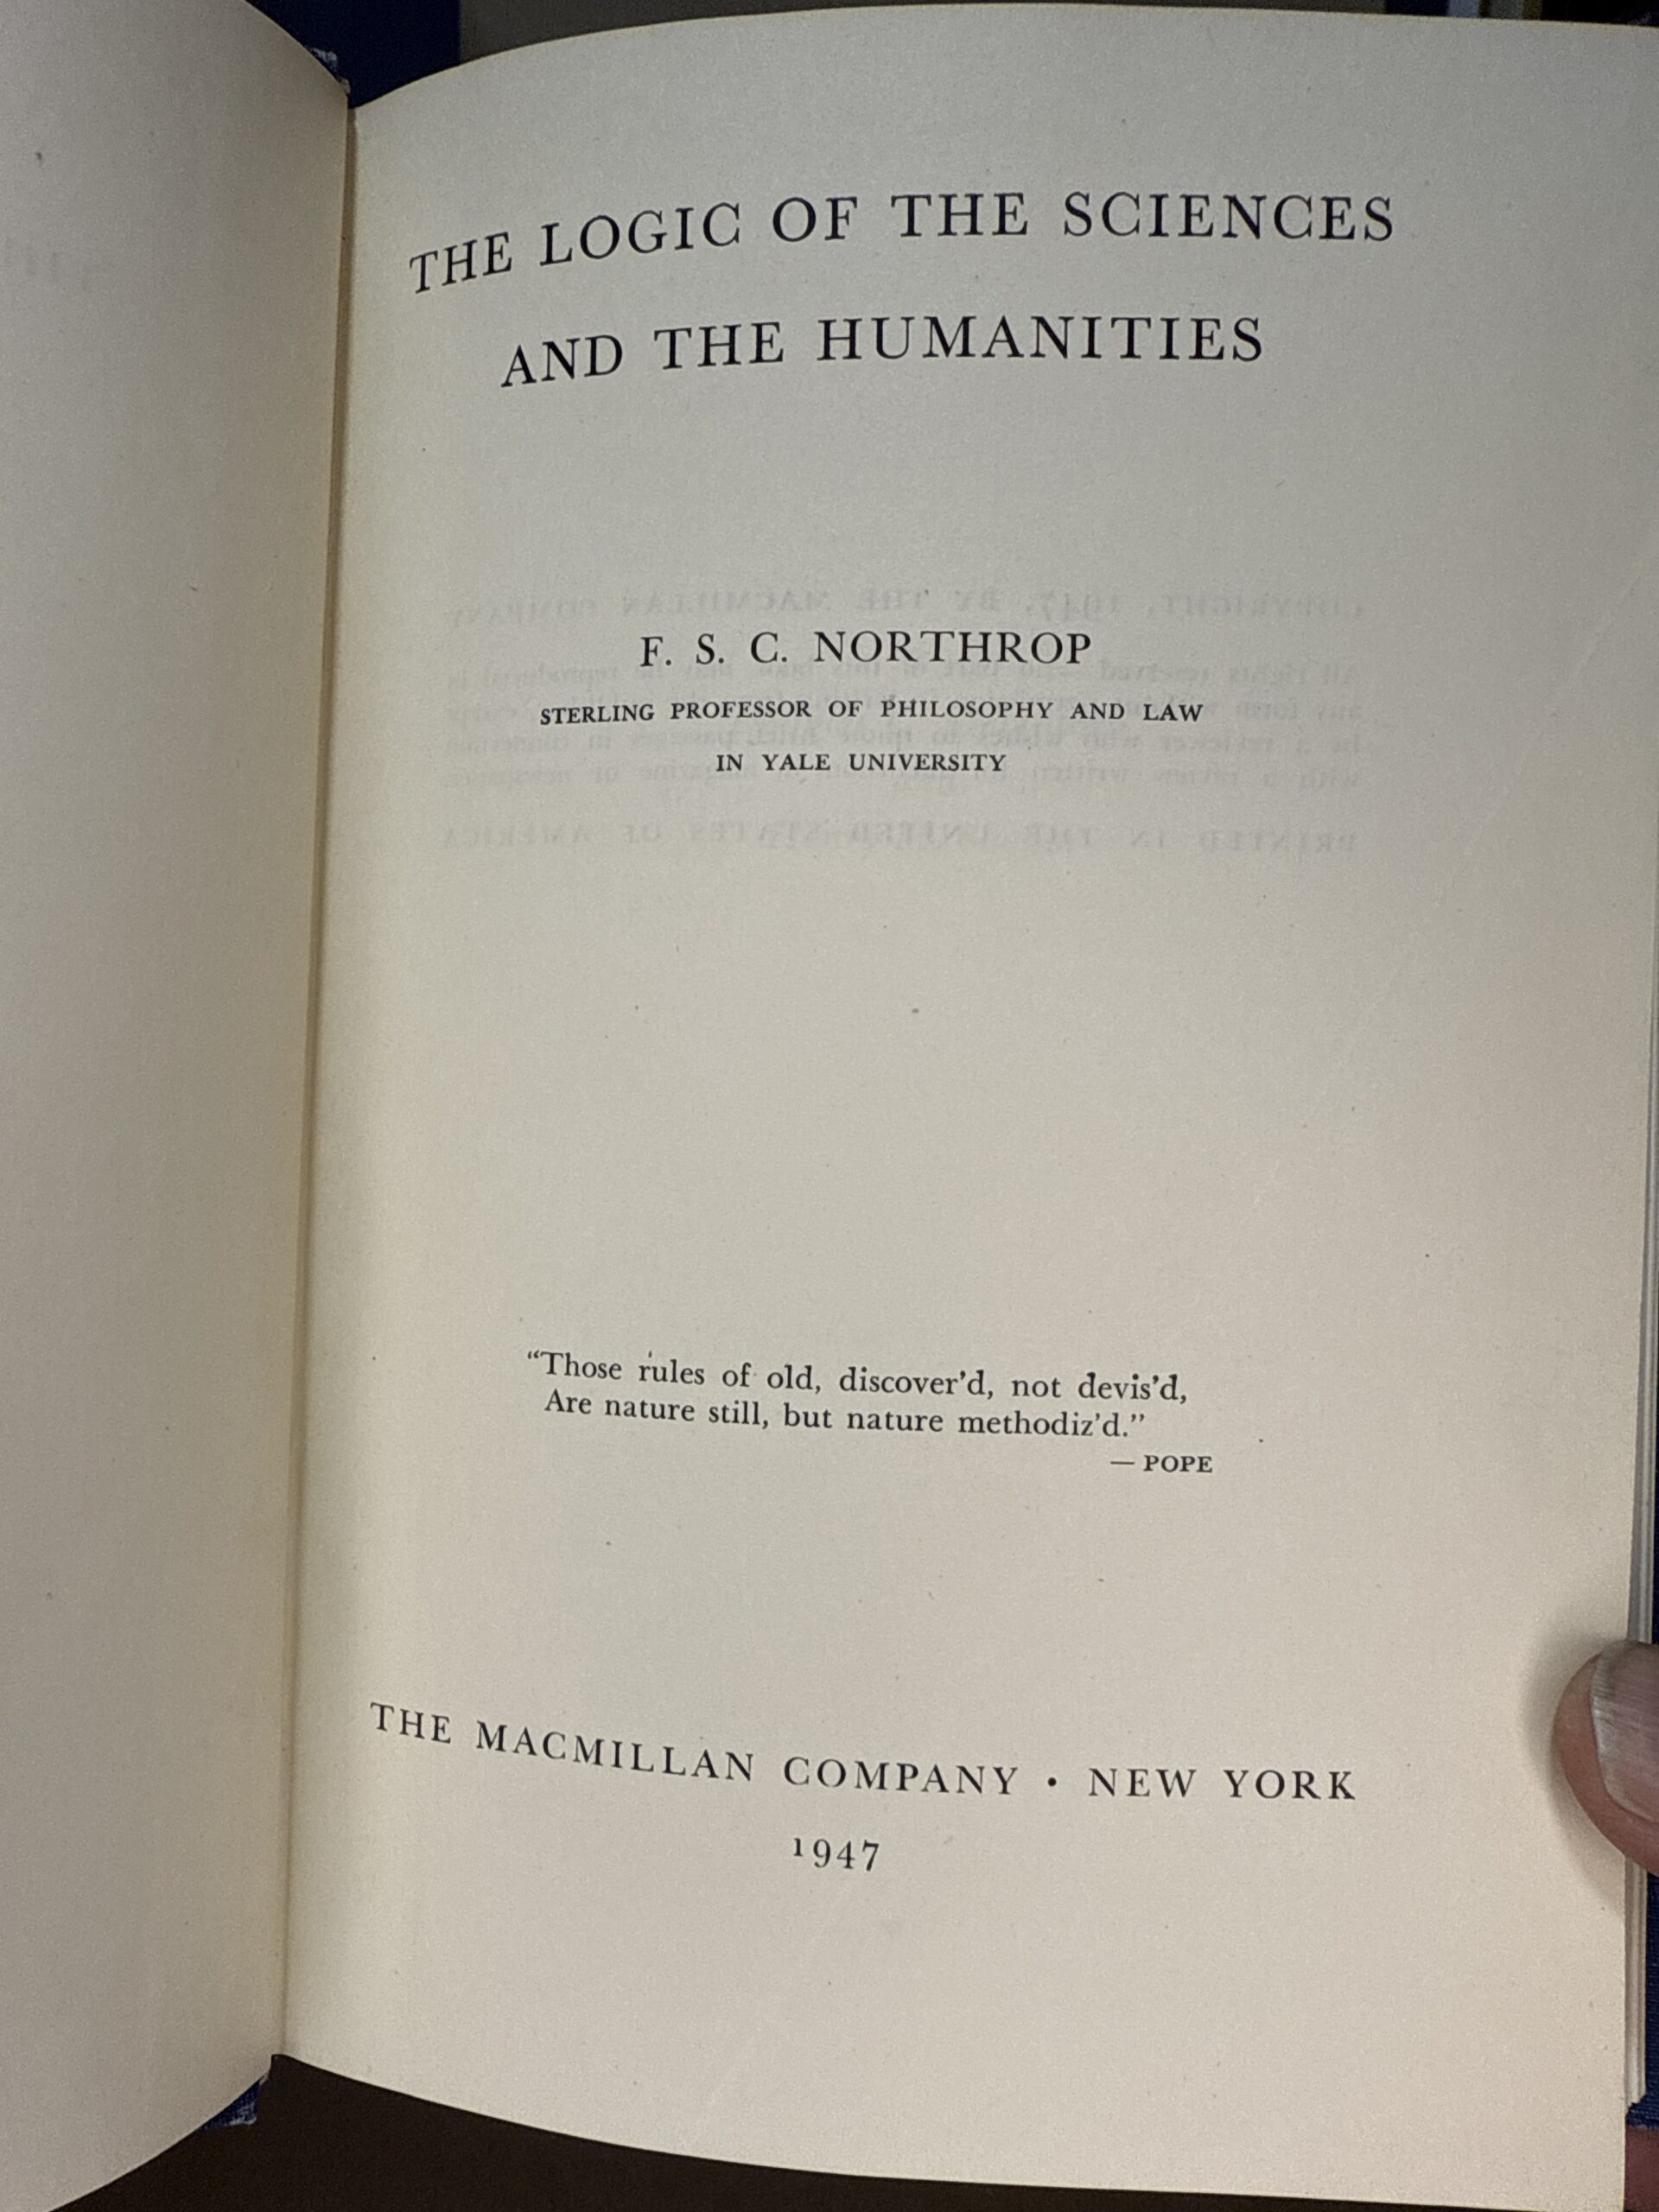 THE LOGIC OF THE SCIENCES
AND THE HUMANITIES
F. S. C. NORTHROP
STERLING PROFESSOR OF PHILOSOPHY AND LAW
IN YALE UNIVERSITY
“Those rules of old, discover’d, not devis’d,
Are nature still, but nature methodiz’d.”
— POPE
THE MACMILLAN COMPANY · NEW YORK
1947